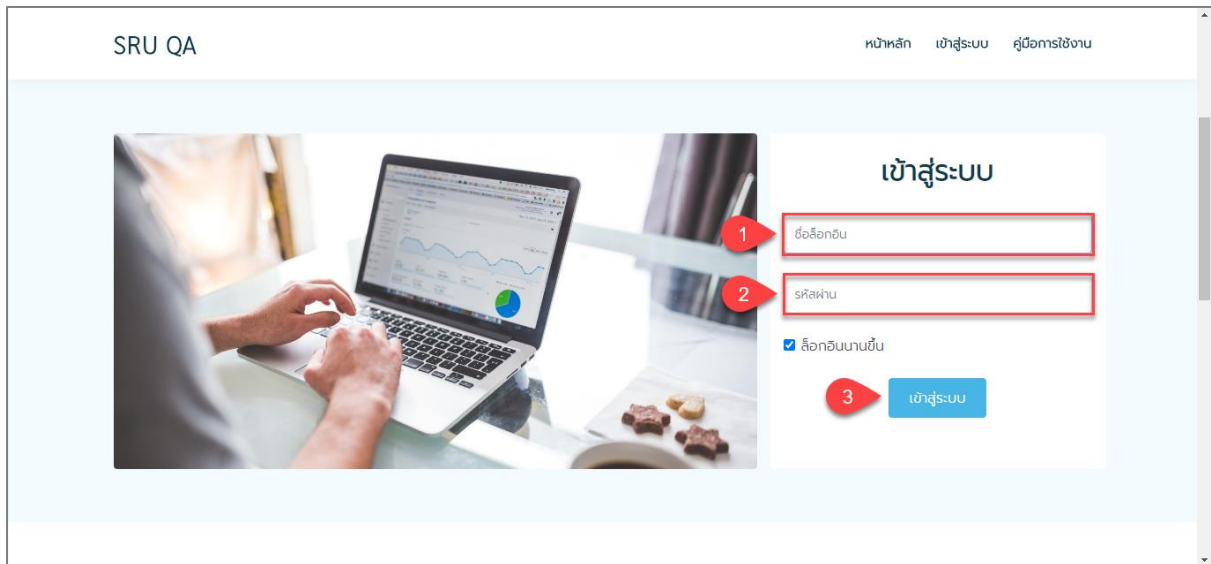 SRU QA
หน้าหลัก เข้าสู่ระบบ คู่มือการใช้งาน
เข้าสู่ระบบ
1
ชื่อล็อกอิน
2
รหัสผ่าน
ล็อกอินนานขึ้น
3
เข้าสู่ระบบ